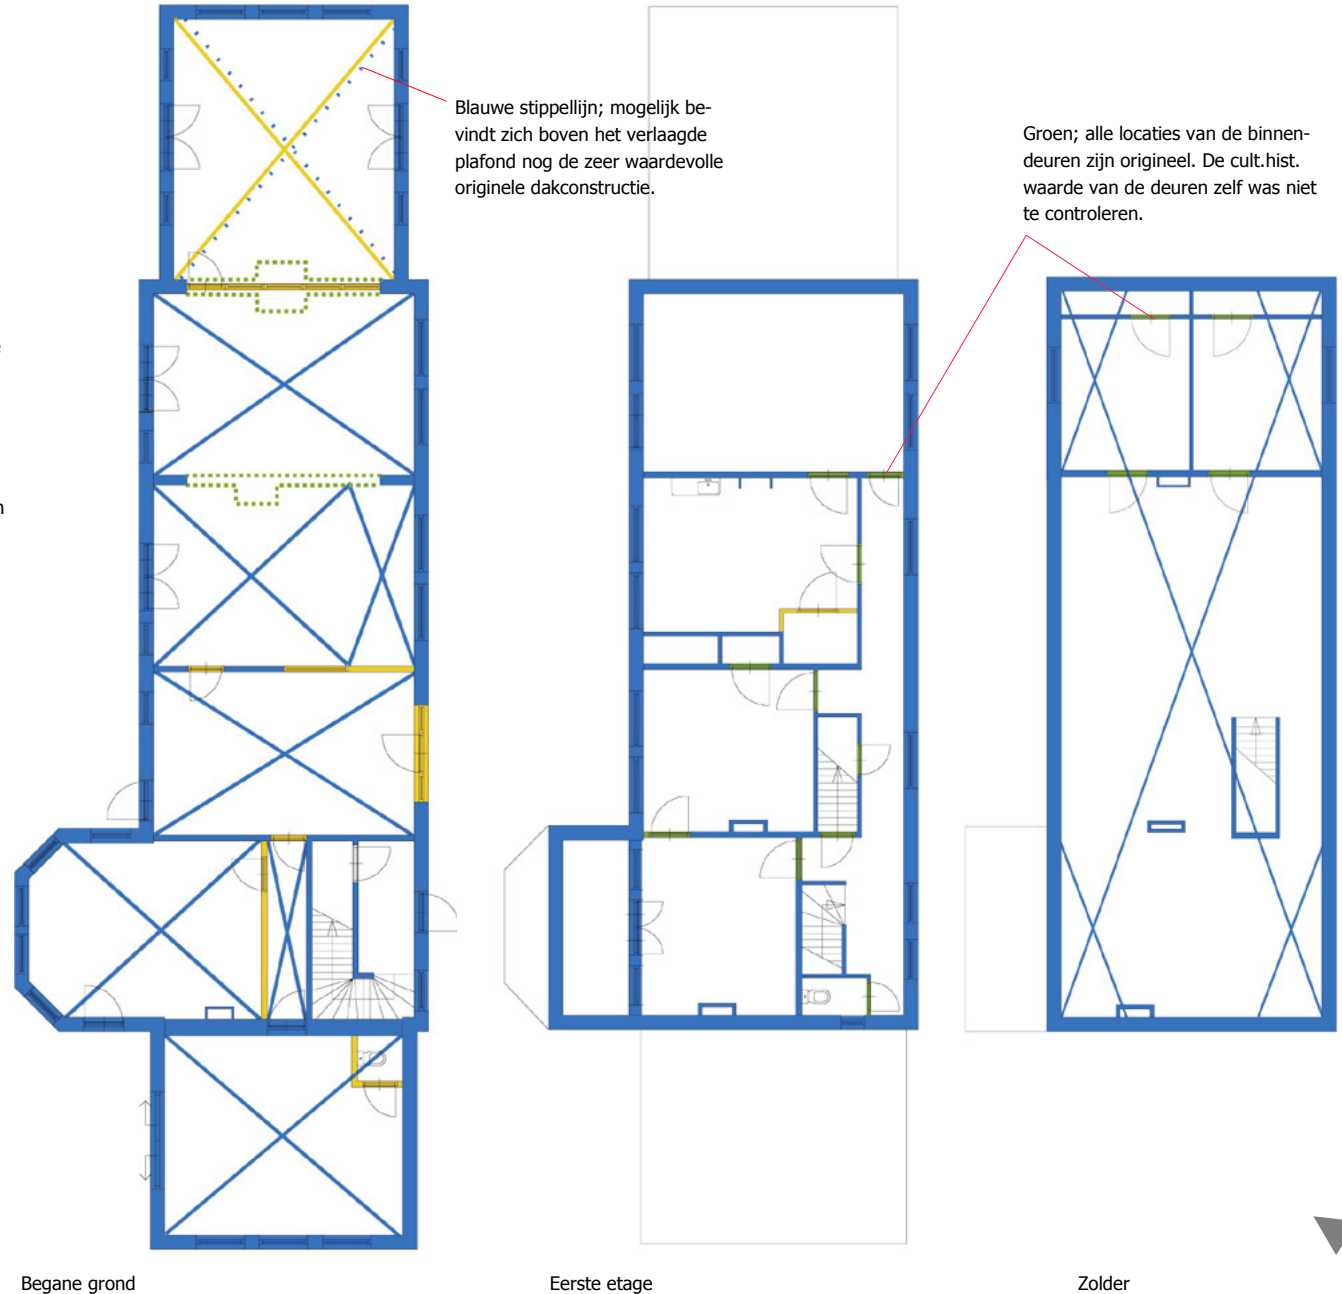 Blauwe stippellijn; mogelijk be-
vindt zich boven het verlaagde
plafond nog de zeer waardevolle
originele dakconstructie.
Groen; alle locaties van de binnen-
deuren zijn origineel. De cult.hist.
waarde van de deuren zelf was niet
te controleren.
n
Begane grond
Eerste etage
Zolder